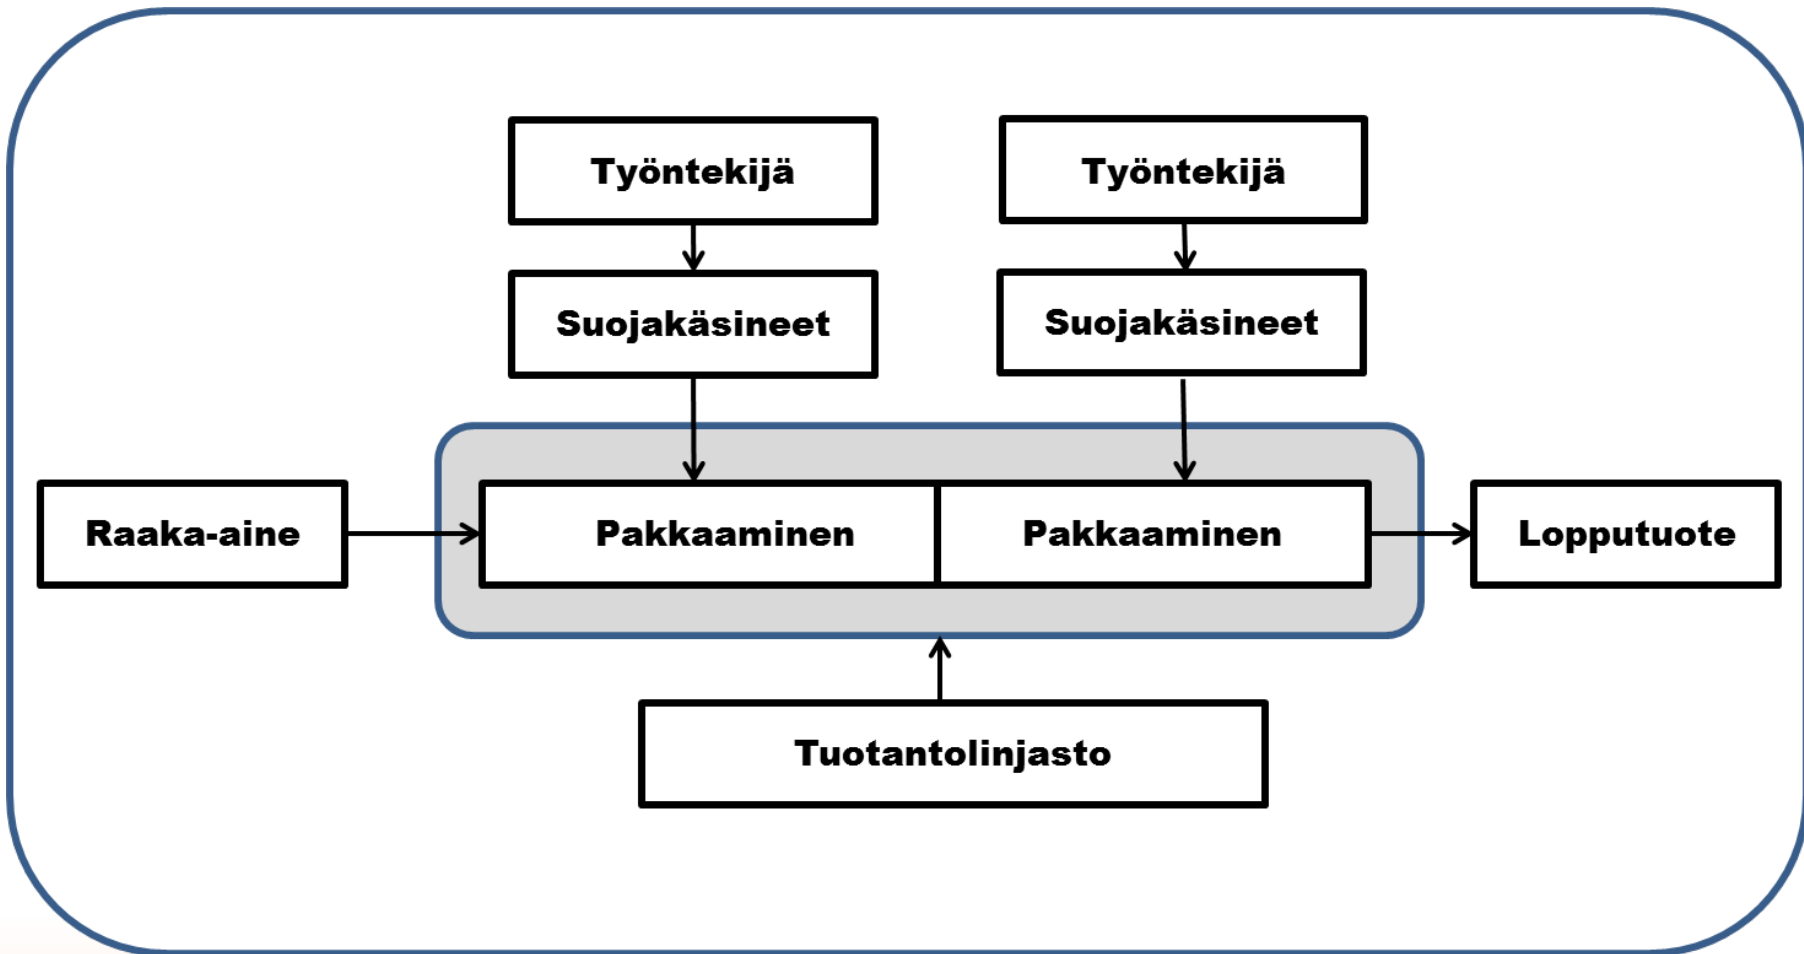 Työntekijä
Työntekijä
Suojakäsineet
Suojakäsineet
Raaka-aine
Pakkaaminen
Pakkaaminen
Lopputuote
Tuotantolinjasto